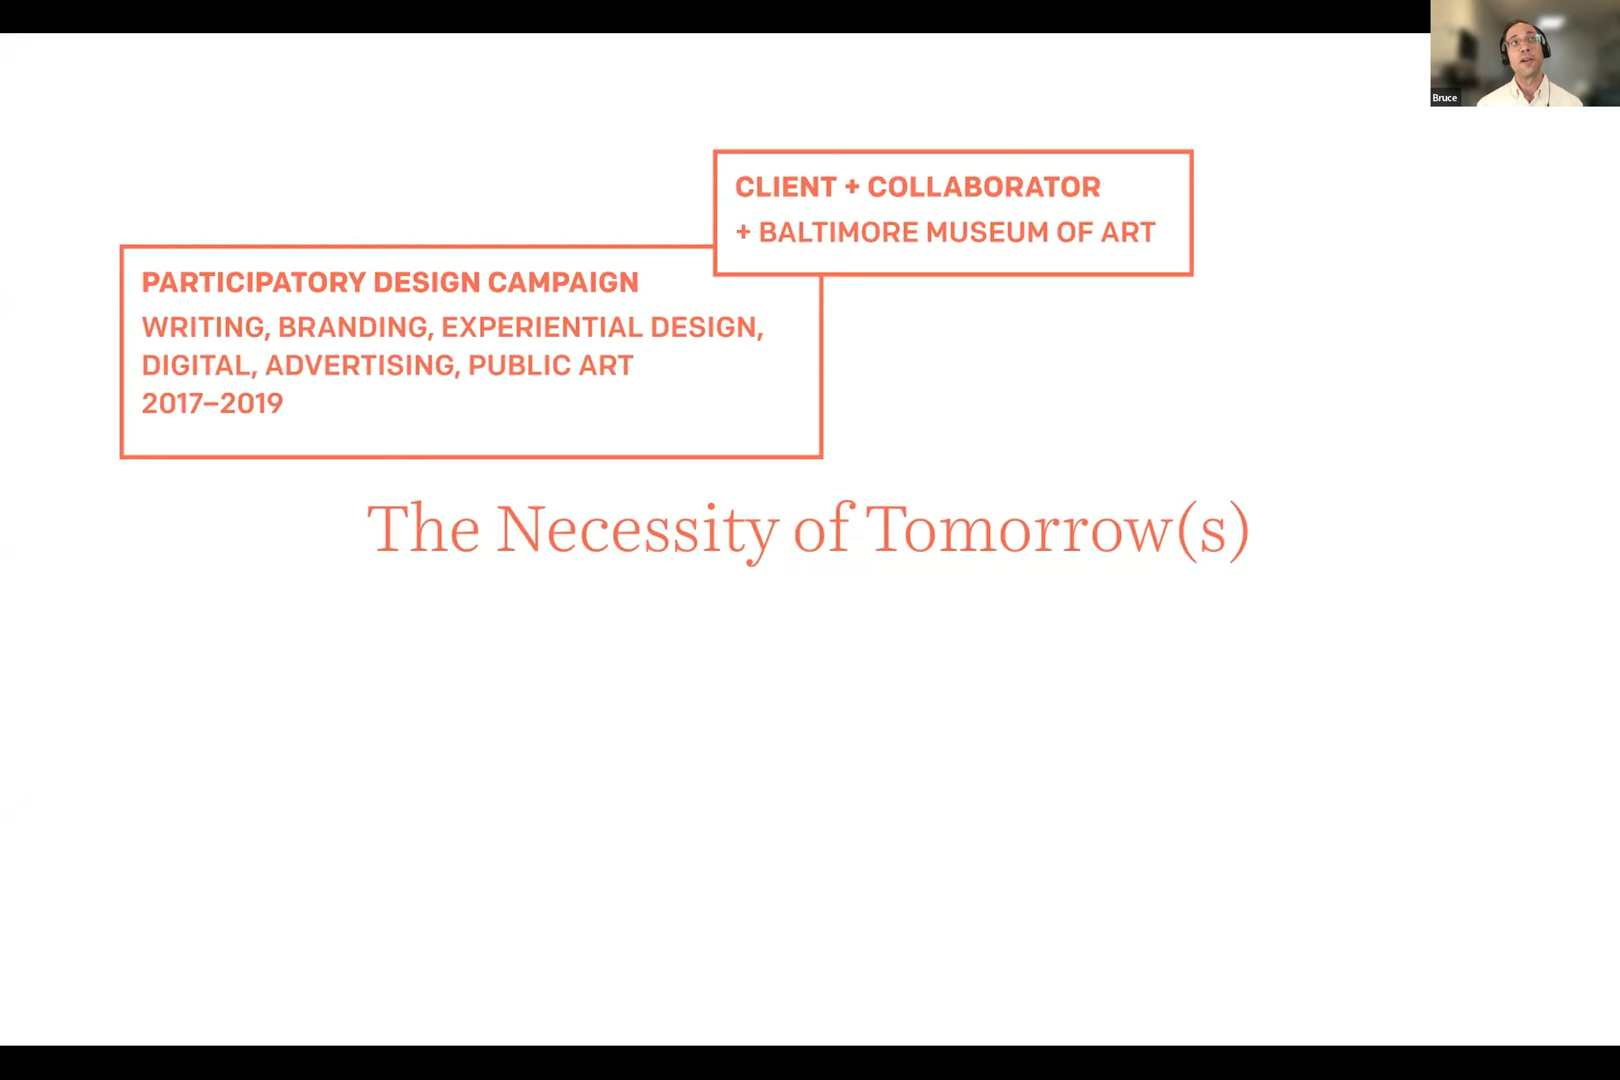 Bruce
CLIENT + COLLABORATOR
+ BALTIMORE MUSEUM OF ART
PARTICIPATORY DESIGN CAMPAIGN
WRITING, BRANDING, EXPERIENTIAL DESIGN,
DIGITAL, ADVERTISING, PUBLIC ART
2017–2019
The Necessity of Tomorrow(s)